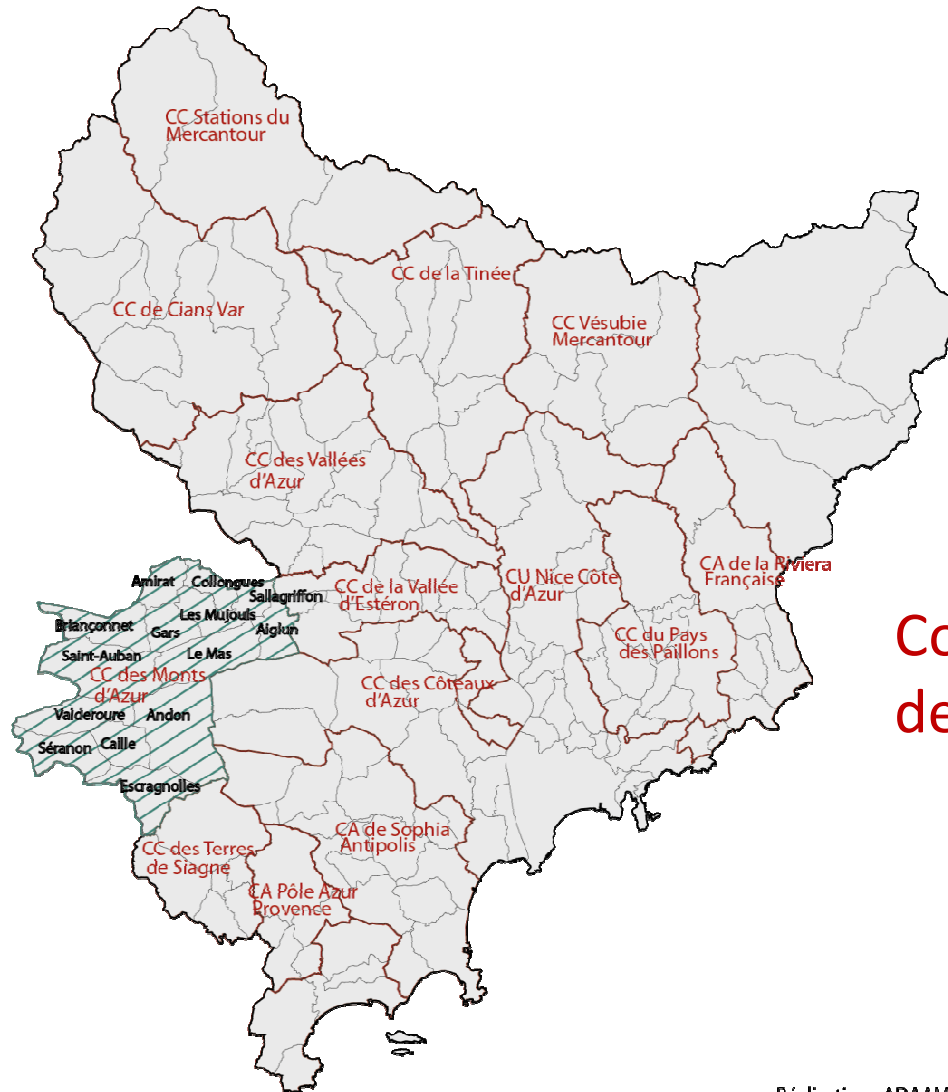 CC Stations du
Mercantour
CC de la Tinée
CC de Cians Var
CC Vésubie
Mercantour
CC des Vallées
d'Azur
CA de la Riviera
Française
CU Nice Côte
d'Azur
CC de la Vallée
d'Estéron
Amirat
Collongues
Sallagriffon
Les Mujouls
Briançonnet
Gars
Aiglun
Saint-Auban
Le Mas
CC des Monts
d'Azur
CC du Pays
des Paillons
CC des Côteaux
d'Azur
Valderoure
Andon
Séranon
Caille
Escragnolles
Co
de
CA de Sophia
Antipolis
CC des Terres
de Siagne
CA Pôle Azur
Provence